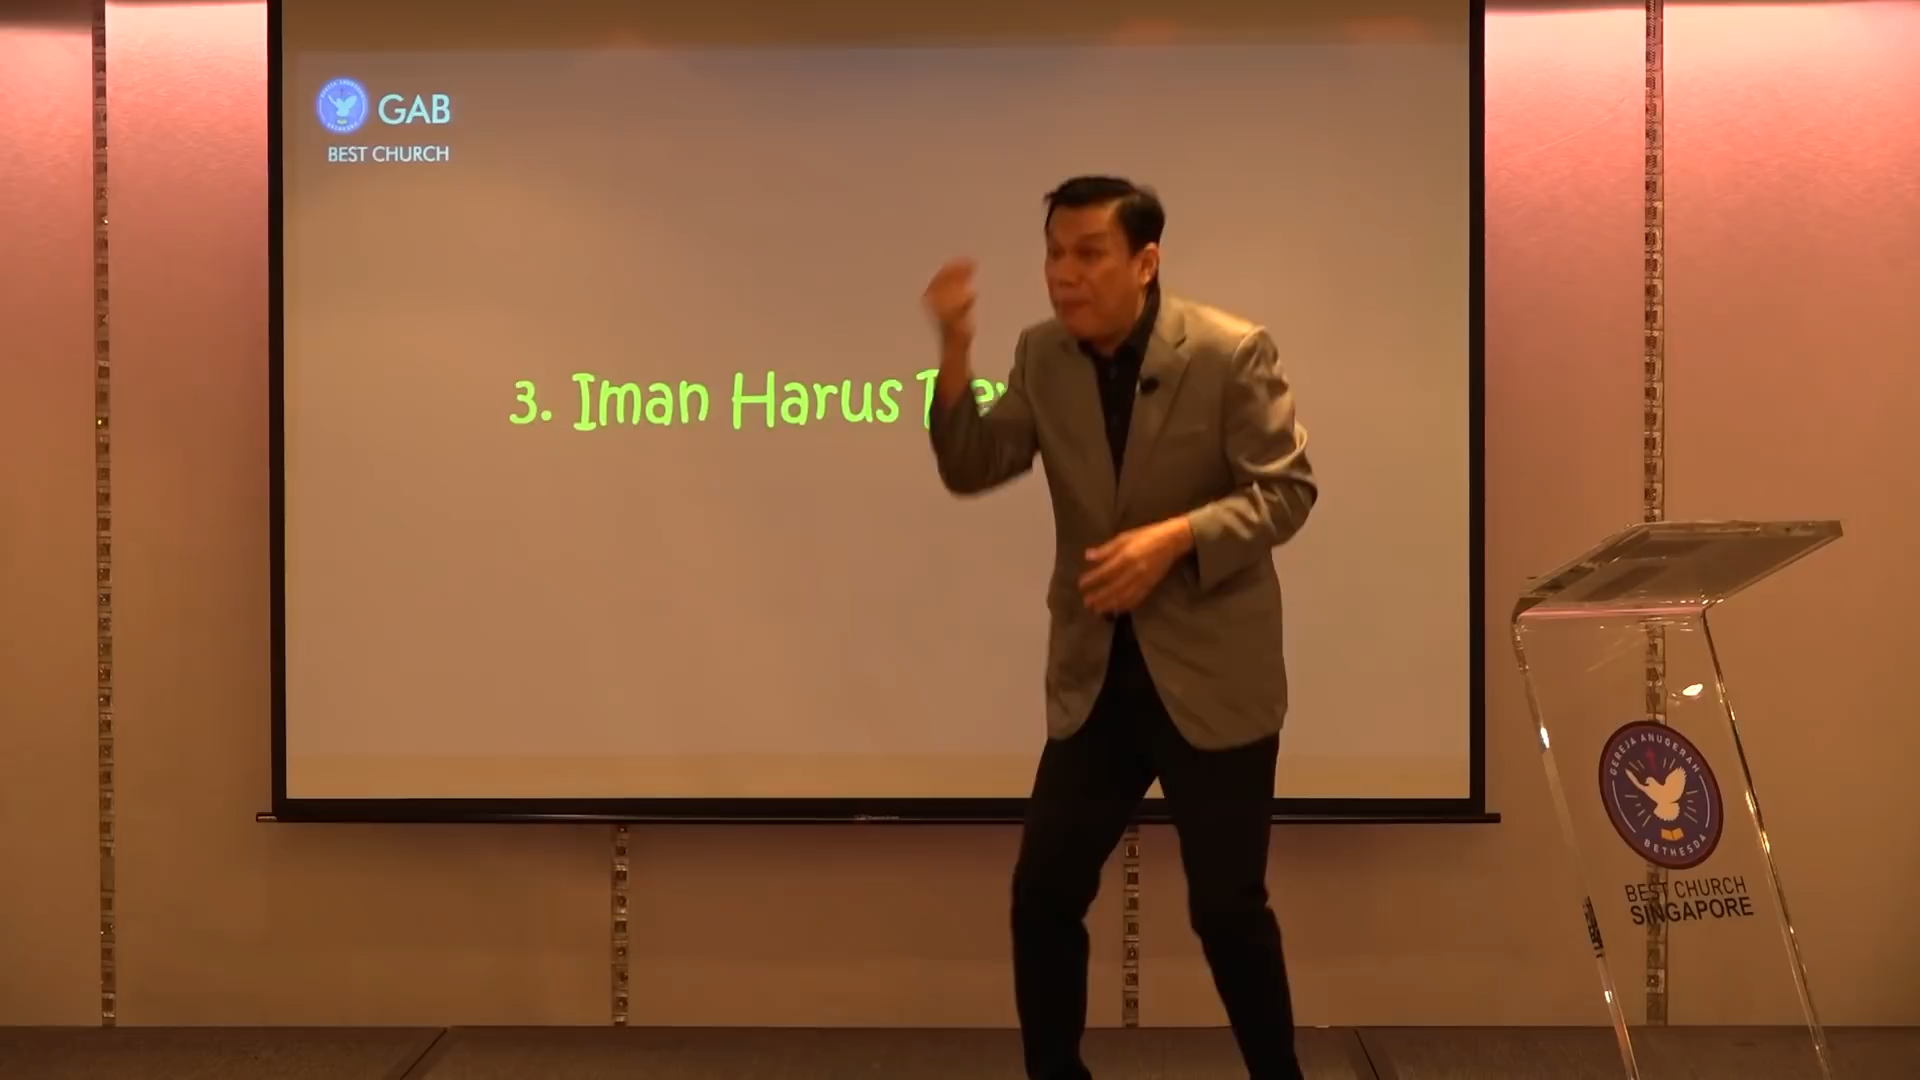 GAB
BEST CHURCH
3. Iman Harus
GEREJA ANUGERAH
BETHESDA
BEST CHURCH
SINGAPORE